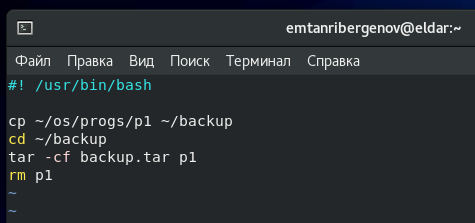 emtanribergenov@eldar:~
Файл Правка Вид Поиск Терминал Справка
#! /usr/bin/bash
cp ~/os/progs/p1 ~/backup
cd ~/backup
tar -cf backup.tar p1
rm p1
~
~